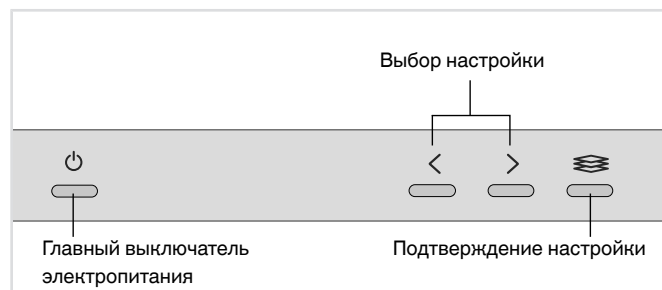 Выбор настройки
Главный выключатель
электропитания
Подтверждение настройки